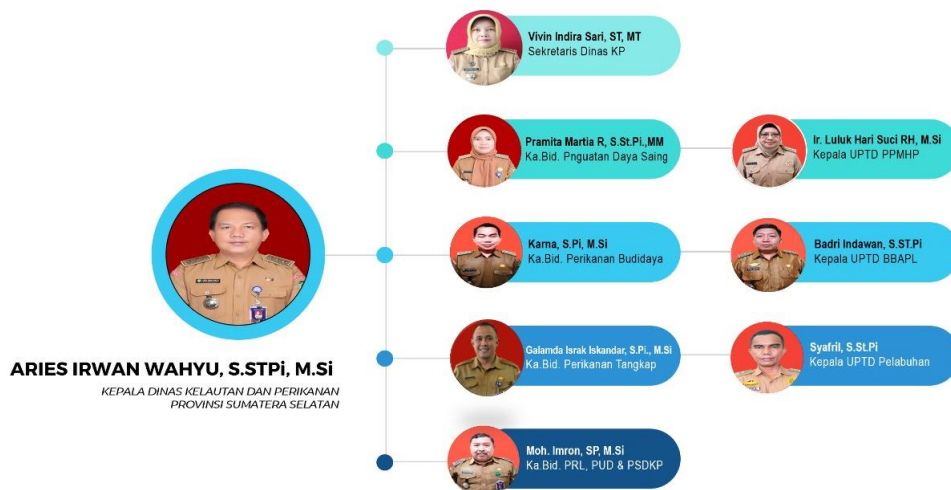 Vivin Indira Sari, ST, MT
Sekretaris Dinas KP
Pramita Martia R, S.St.Pi.,MM
Ka.Bid. Pnguatan Daya Saing
Ir. Luluk Hari Suci RH, M.Si
Kepala UPTD PPMHP
Karna, S.Pi, M.Si
Ka.Bid. Perikanan Budidaya
Badri Indawan, S.ST.Pi
Kepala UPTD BBAPL
ARIES IRWAN WAHYU, S.STPi, M.Si
KEPALA DINAS KELAUTAN DAN PERIKANAN
PROVINSI SUMATERA SELATAN
Galamda Israk Iskandar, S.Pi., M.Si
Ka.Bid. Perikanan Tangkap
Syafril, S.St.Pi
Kepala UPTD Pelabuhan
Moh. Imron, SP, M.Si
Ka.Bid. PRL, PUD & PSDKP